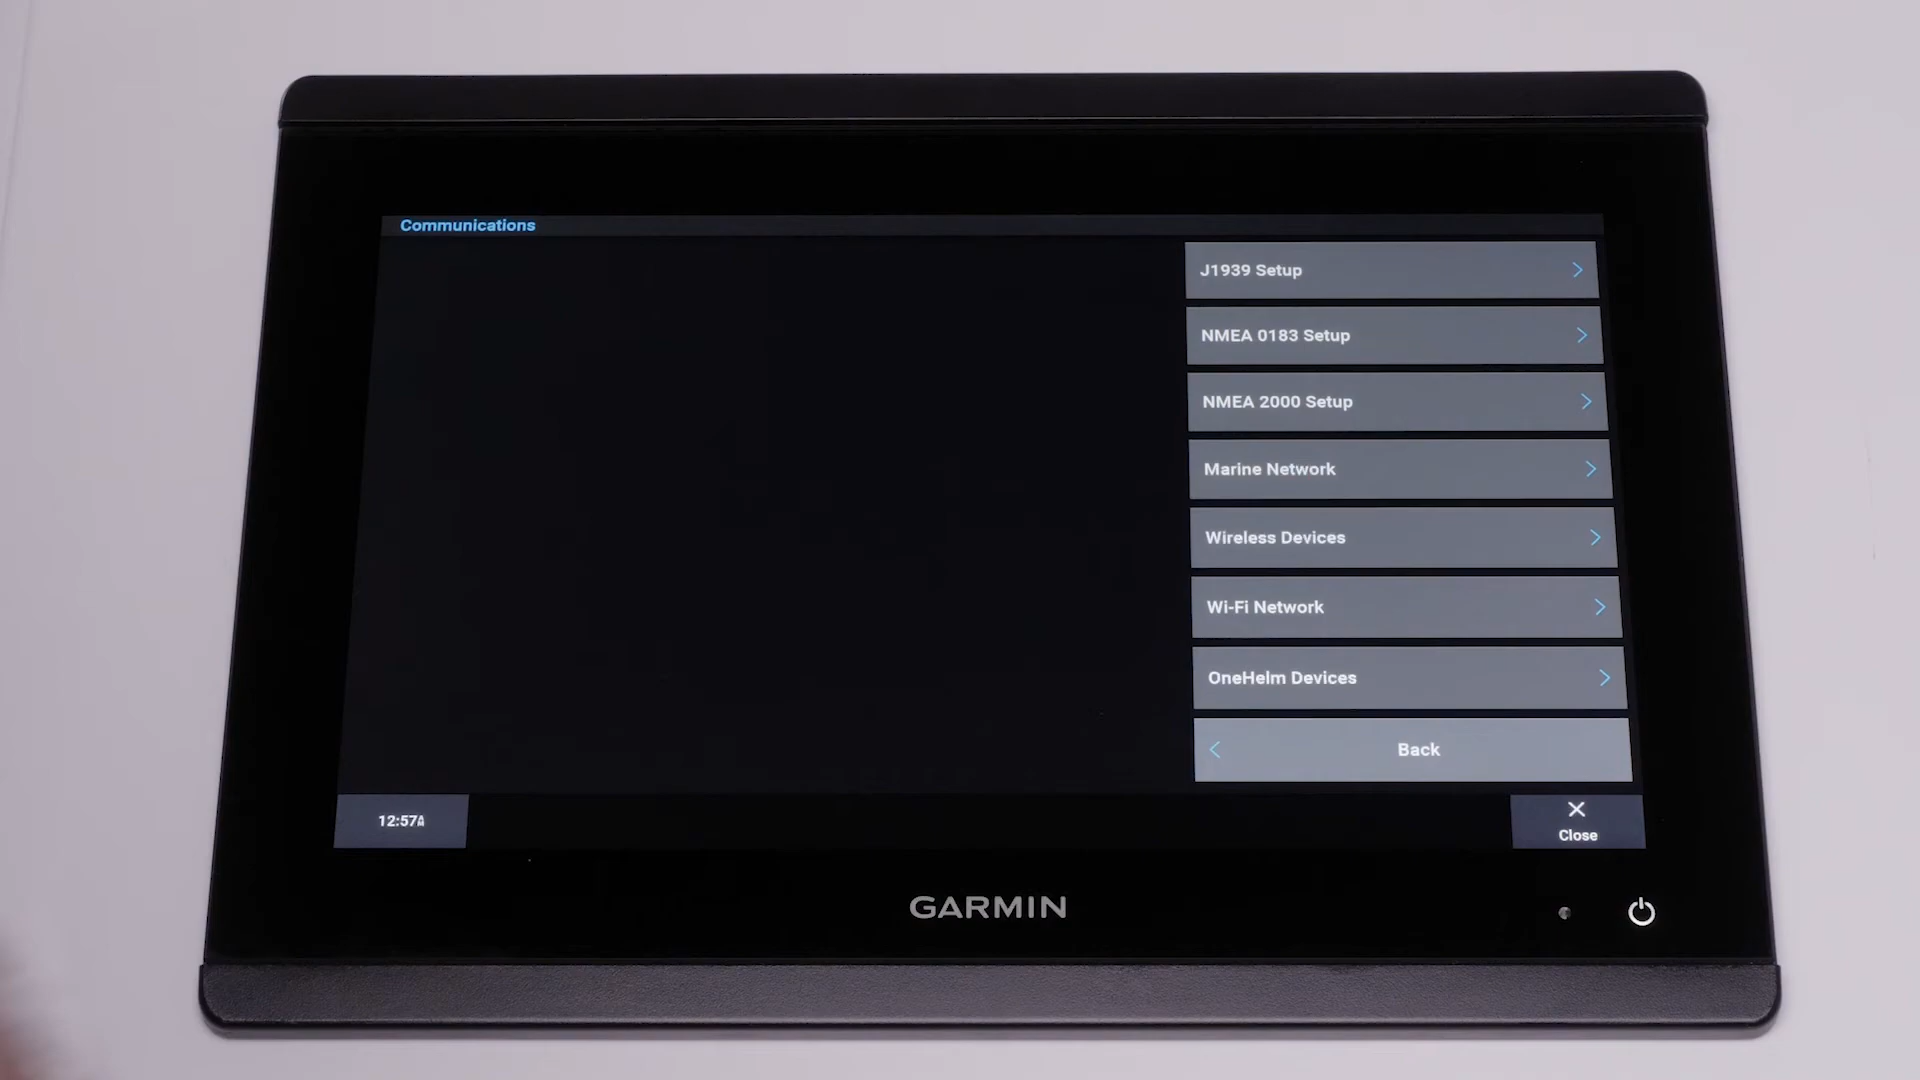 Communications
J1939 Setup
NMEA 0183 Setup
NMEA 2000 Setup
Marine Network
Wireless Devices
Wi-Fi Network
OneHelm Devices
Back
12:57A
Close
GARMIN